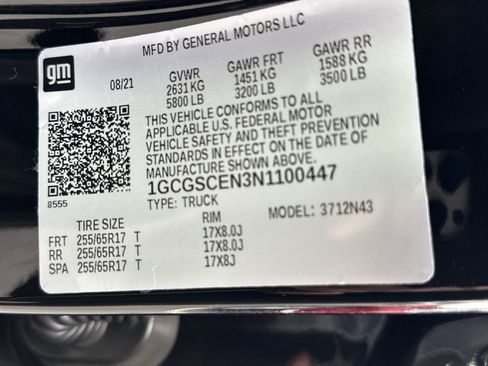 MFD BY GENERAL MOTORS LLC
gm
08/21 GVWR GAWR FRT GAWR RR
2631 KG 1451 KG 1588 KG
5800 LB 3200 LB 3500 LB
THIS VEHICLE CONFORMS TO ALL
APPLICABLE U.S. FEDERAL MOTOR
VEHICLE SAFETY AND THEFT PREVENTION
STANDARDS IN EFFECT ON THE DATE OF
MANUFACTURE SHOWN ABOVE.
8555
1GCGSCEN3N1100447
TYPE: TRUCK
TIRE SIZE RIM MODEL: 3712N43
FRT 255/65R17 T 17X8.0J
RR 255/65R17 T 17X8.0J
SPA 255/65R17 T 17X8J